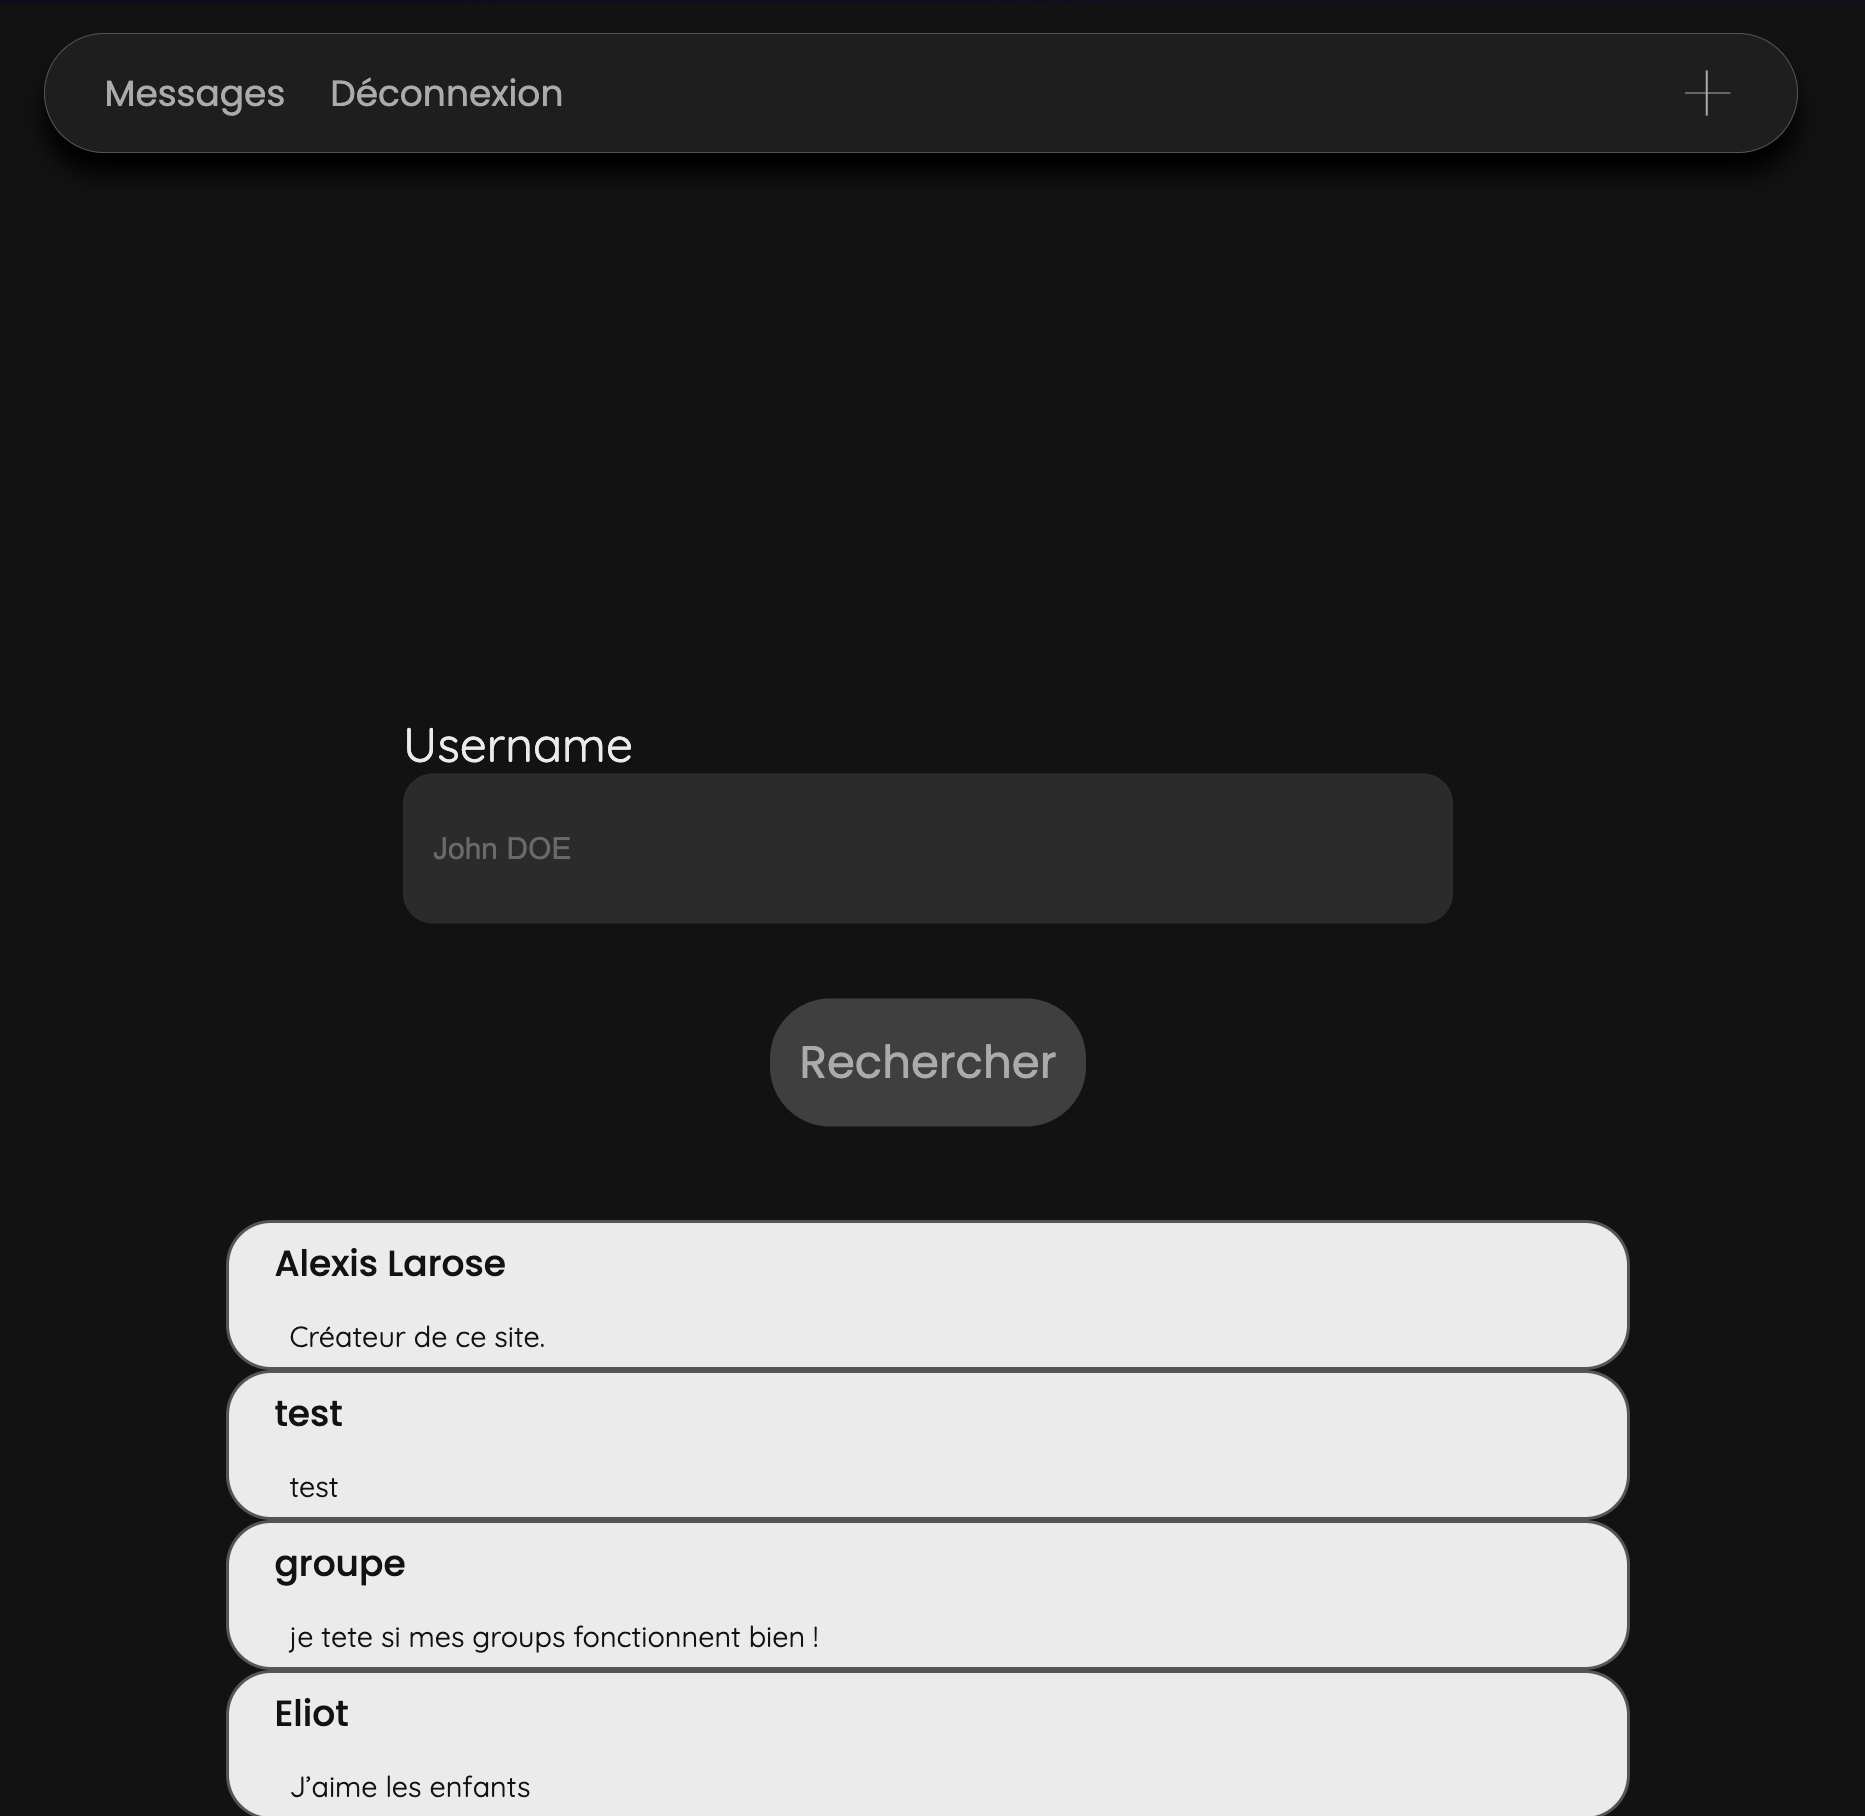 Messages Déconnexion
Username
John DOE
Rechercher
Alexis Larose
Créateur de ce site.
test
test
groupe
je tete si mes groups fonctionnent bien !
Eliot
J’aime les enfants